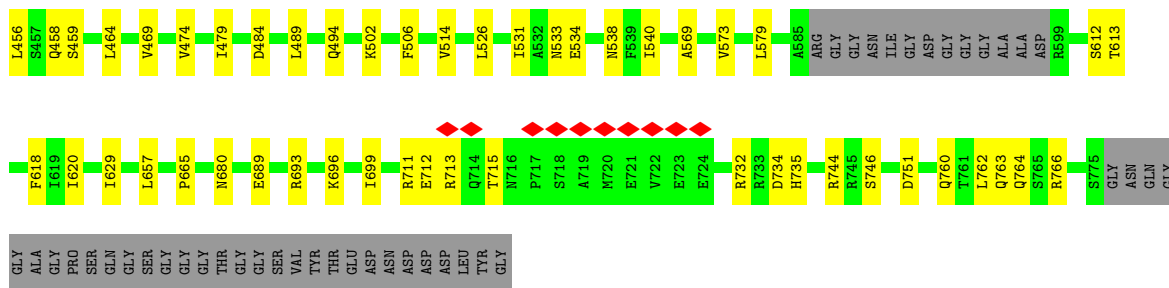 L456 S457 Q458 S459 L464 V469 V474 I479 D484 L489 Q494 K502 F506 V514 L526 I531 A532 N533 E534 N538 F539 I540 A569 V573 L579 A585 ARG GLY GLY ASN ILE GLY ASP GLY GLY GLY ALA ALA ASP R599 S612 T613
F618 I619 I620 I629 L657 P665 N680 E689 R693 K696 I699 R711 E712 R713 Q714 T715 N716 P717 S718 A719 M720 E721 V722 E723 E724 R732 R733 D734 H735 R744 R745 S746 D751 Q760 T761 L762 Q763 Q764 S765 R766 S775 GLY ASN GLN GLY
GLY ALA GLY PRO SER GLN GLY SER GLY GLY GLY THR GLY GLY SER VAL TYR THR GLU ASP ASN ASP ASP ASP LEU TYR GLY